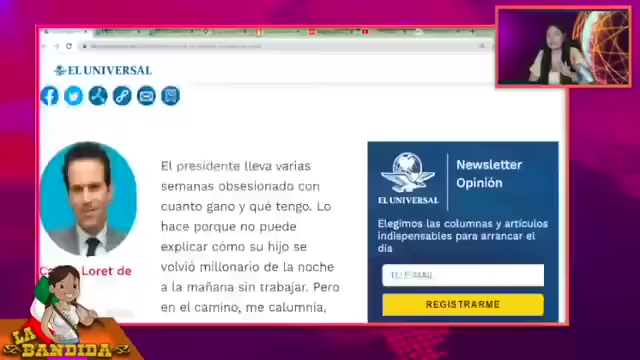 EL UNIVERSAL
El presidente lleva varias
semanas obsesionado con
cuanto gano y qué tengo. Lo
hace porque no puede
explicar cómo su hijo se
volvió millonario de la noche
a la mañana sin trabajar. Pero
en el camino, me calumnia,
Loret de
EL UNIVERSAL
Newsletter
Opinión
Elegimos las columnas y artículos
indispensables para arrancar el
día
TU EMAIL
REGISTRARME
LA
BANDIDA